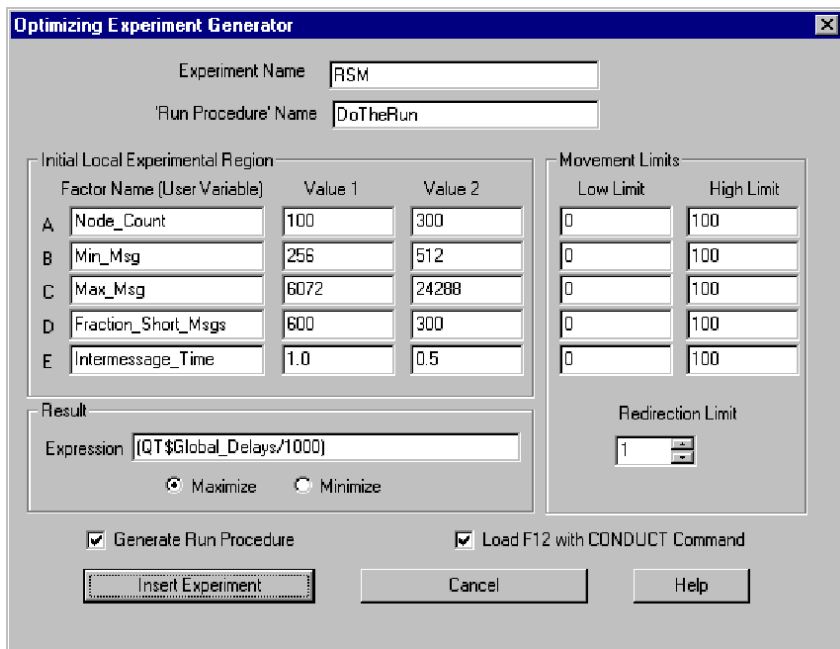 Optimizing Experiment Generator
Experiment Name RSM
'Run Procedure' Name DoTheRun
Initial Local Experimental Region
Factor Name (User Variable) Value 1 Value 2
A Node_Count 100 300
B Min_Msg 256 512
C Max_Msg 6072 24288
D Fraction_Short_Msgs 600 300
E Intermessage_Time 1.0 0.5
Movement Limits
Low Limit High Limit
0 100
0 100
0 100
0 100
0 100
Result
Expression (QT$Global_Delays/1000)
Maximize Minimize
Redirection Limit
1
Generate Run Procedure Load F12 with CONDUCT Command
Insert Experiment Cancel Help